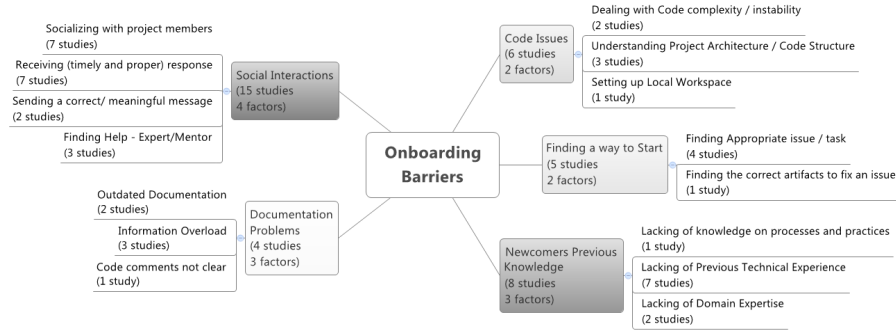 Socializing with project members
(7 studies)
Receiving (timely and proper) response
(7 studies)
Sending a correct/ meaningful message
(2 studies)
Finding Help - Expert/Mentor
(3 studies)
Social Interactions
(15 studies
4 factors)
Outdated Documentation
(2 studies)
Information Overload
(3 studies)
Code comments not clear
(1 study)
Documentation
Problems
(4 studies
3 factors)
Onboarding
Barriers
Code Issues
(6 studies
2 factors)
Dealing with Code complexity / instability
(2 studies)
Understanding Project Architecture / Code Structure
(3 studies)
Setting up Local Workspace
(1 study)
Finding a way to Start
(5 studies
2 factors)
Finding Appropriate issue / task
(4 studies)
Finding the correct artifacts to fix an issue
(1 study)
Newcomers Previous
Knowledge
(8 studies
3 factors)
Lacking of knowledge on processes and practices
(1 study)
Lacking of Previous Technical Experience
(7 studies)
Lacking of Domain Expertise
(2 studies)